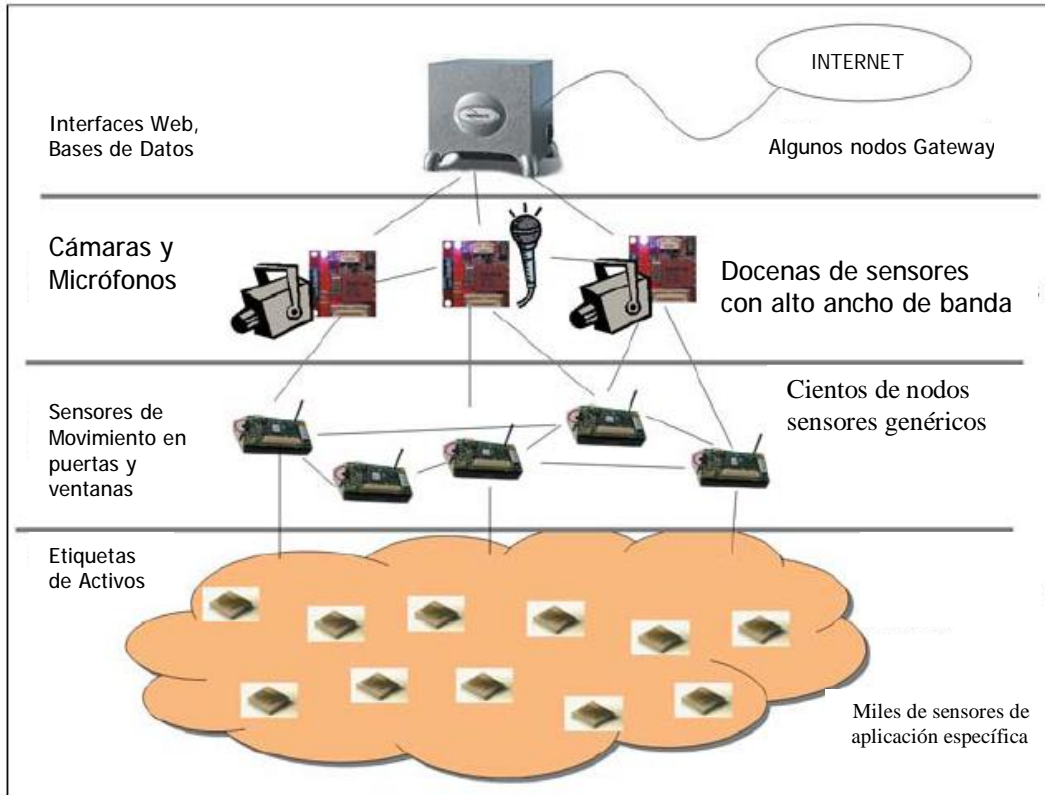 INTERNET
Interfaces Web,
Bases de Datos
Algunos nodos Gateway
Cámaras y
Micrófonos
Docenas de sensores
con alto ancho de banda
Cientos de nodos
sensores genéricos
Sensores de
Movimiento en
puertas y
ventanas
Etiquetas
de Activos
Miles de sensores de
aplicación específica